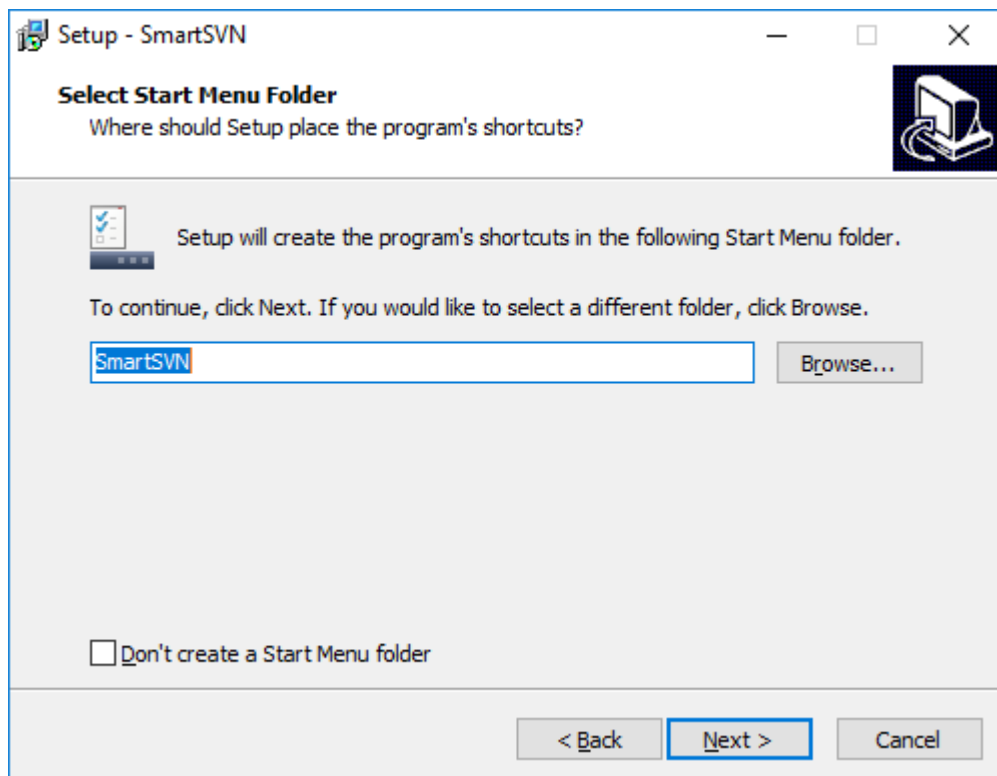 Setup - SmartSVN
Select Start Menu Folder
Where should Setup place the program's shortcuts?
Setup will create the program's shortcuts in the following Start Menu folder.
To continue, click Next. If you would like to select a different folder, click Browse.
SmartSVN
Browse...
Don't create a Start Menu folder
< Back
Next >
Cancel